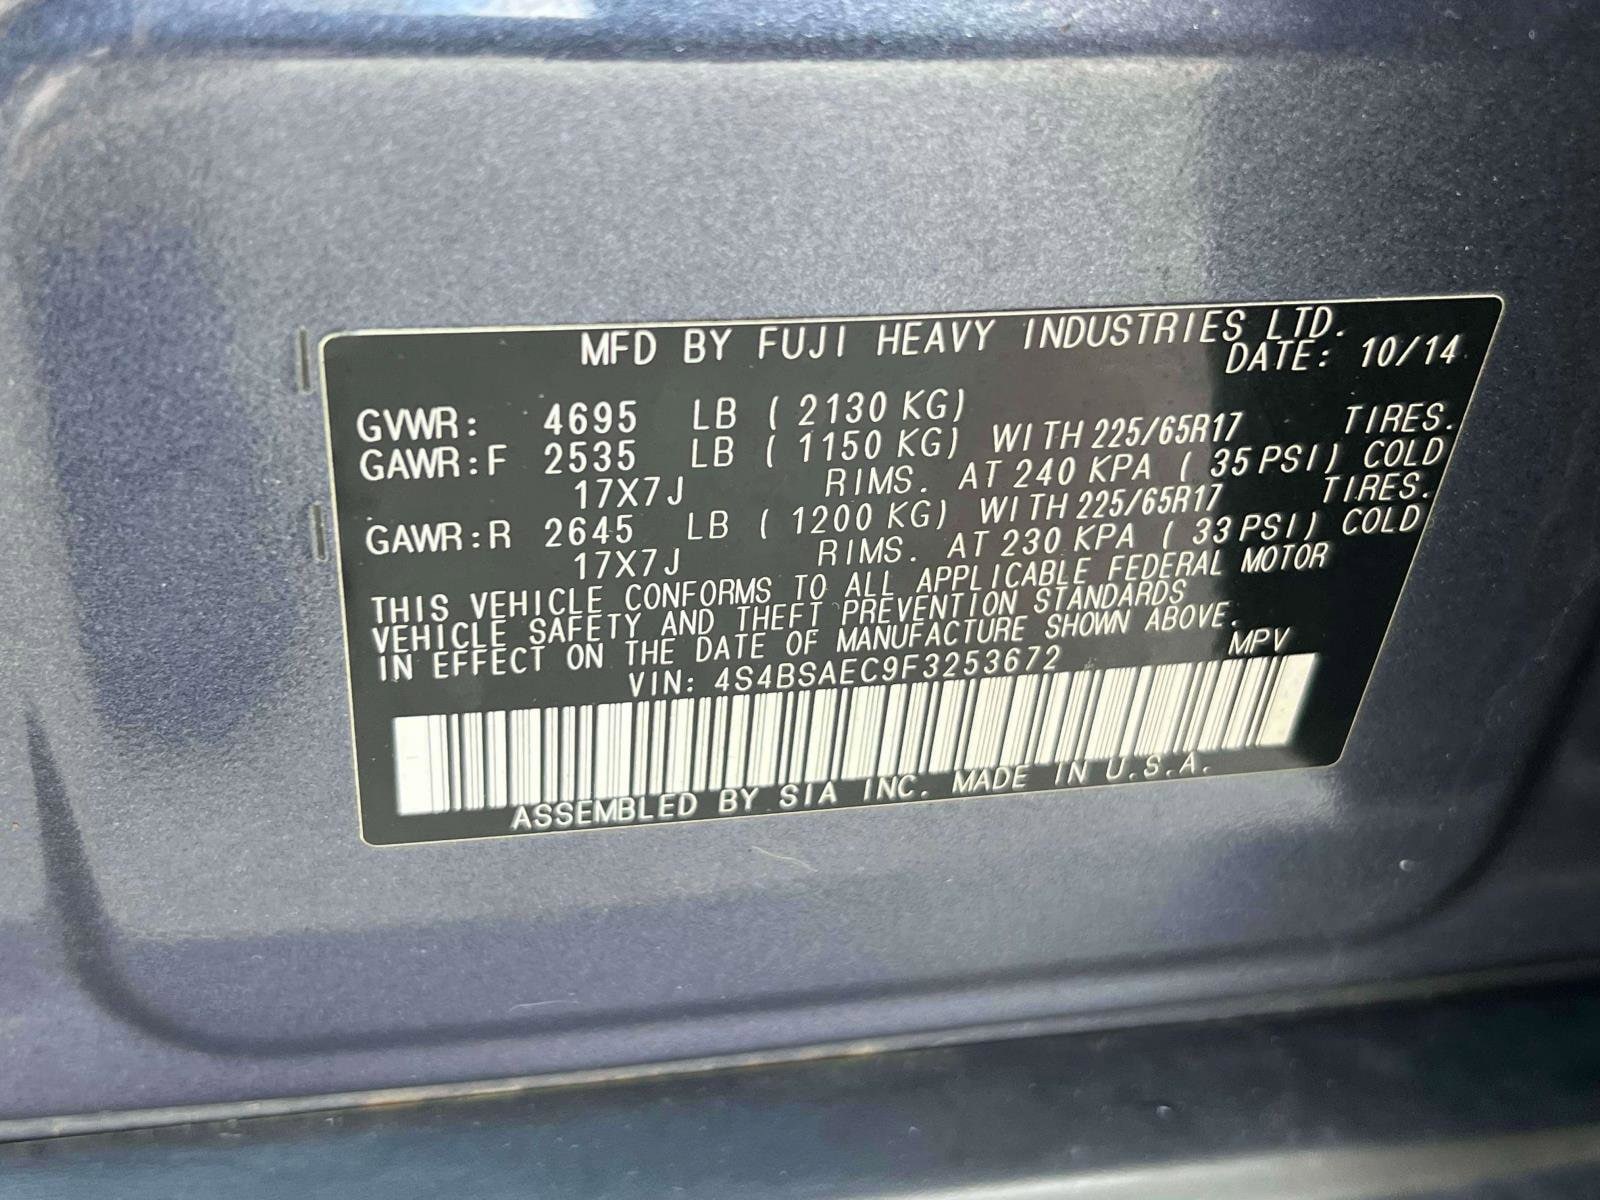 MFD BY FUJI HEAVY INDUSTRIES LTD.
DATE: 10/14
GVWR: 4695 LB ( 2130 KG)
GAWR:F 2535 LB ( 1150 KG) WITH 225/65R17 TIRES.
17X7J RIMS. AT 240 KPA ( 35 PSI) COLD
GAWR:R 2645 LB ( 1200 KG) WITH 225/65R17 TIRES.
17X7J RIMS. AT 230 KPA ( 33 PSI) COLD
THIS VEHICLE CONFORMS TO ALL APPLICABLE FEDERAL MOTOR
VEHICLE SAFETY AND THEFT PREVENTION STANDARDS
IN EFFECT ON THE DATE OF MANUFACTURE SHOWN ABOVE.
VIN: 4S4BSAEC9F3253672 MPV
ASSEMBLED BY SIA INC. MADE IN U.S.A.